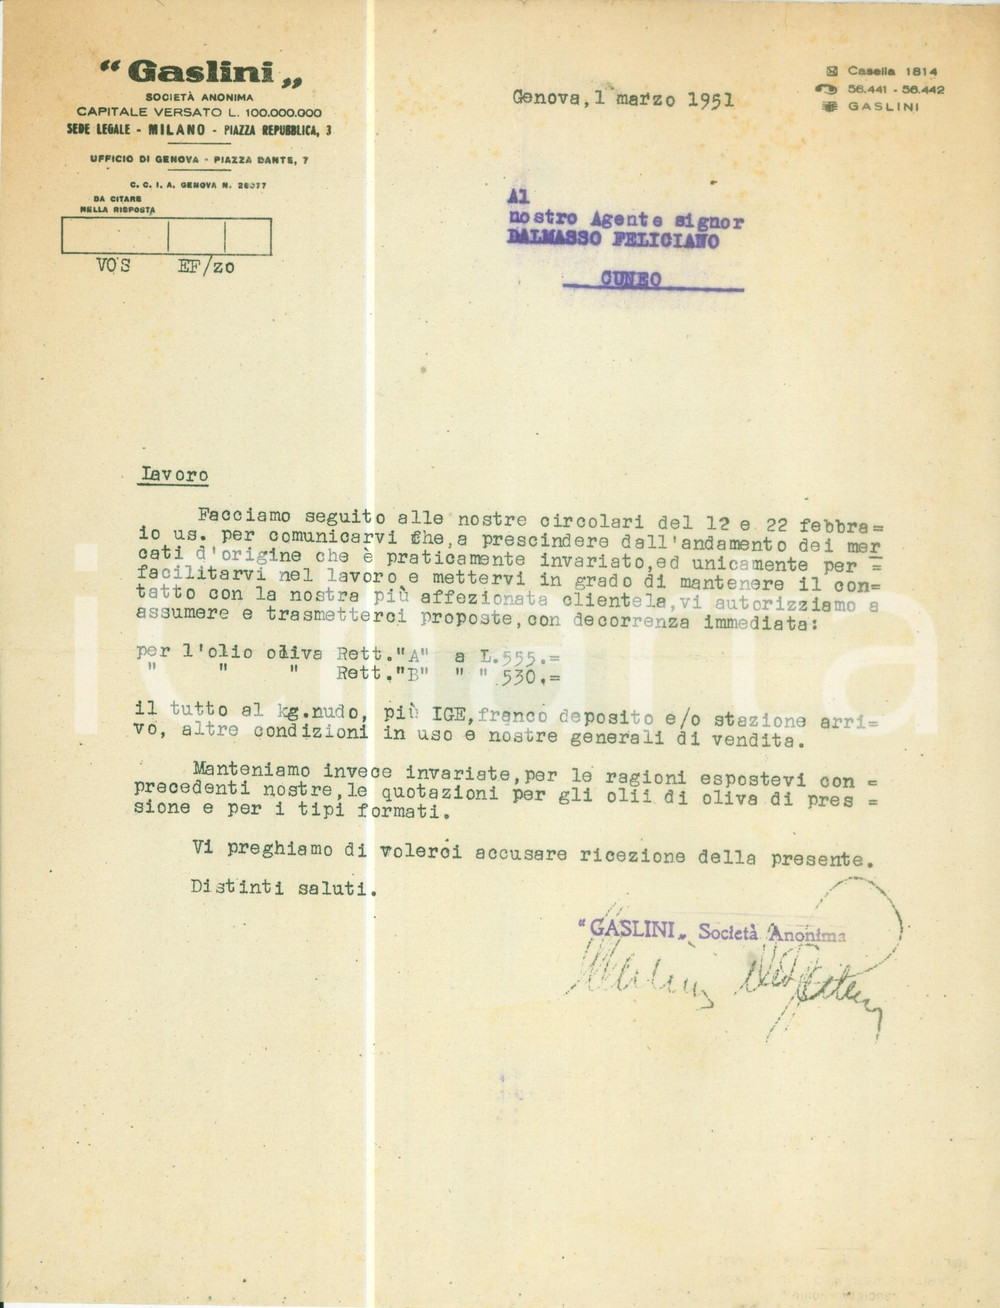 "Gaslini„
SOCIETÀ ANONIMA
CAPITALE VERSATO L. 100.000.000
SEDE LEGALE - MILANO - PIAZZA REPUBBLICA, 3
UFFICIO DI GENOVA - PIAZZA DANTE, 7
C. C. I. A. GENOVA N. 26077
DA CITARE
NELLA RISPOSTA
VO'S EF/zo
Casella 1814
56.441 - 56.442
GASLINI
Genova,1 marzo 1951
Al
nostro Agente signor
DALMASSO FELICIANO
CUNEO
Lavoro
Facciamo seguito alle nostre circolari del 12 e 22 febbra=
io us. per comunicarvi che,a prescindere dall'andamento dei mer
cati d'origine che è praticamente invariato,ed unicamente per =
facilitarvi nel lavoro e mettervi in grado di mantenere il con=
tatto con la nostra più affezionata clientela,vi autorizziamo a
assumere e trasmetterci proposte,con decorrenza immediata:
per l'olio oliva Rett."A" a L.555.=
" " " Rett."B" " " 530.=
il tutto al kg.nudo, più IGE,franco deposito e/o stazione arri=
vo, altre condizioni in uso e nostre generali di vendita.
Manteniamo invece invariate,per le ragioni espostevi con =
precedenti nostre,le quotazioni per gli olii di oliva di pres =
sione e per i tipi formati.
Vi preghiamo di volerci accusare ricezione della presente.
Distinti saluti.
"GASLINI„ Società Anonima